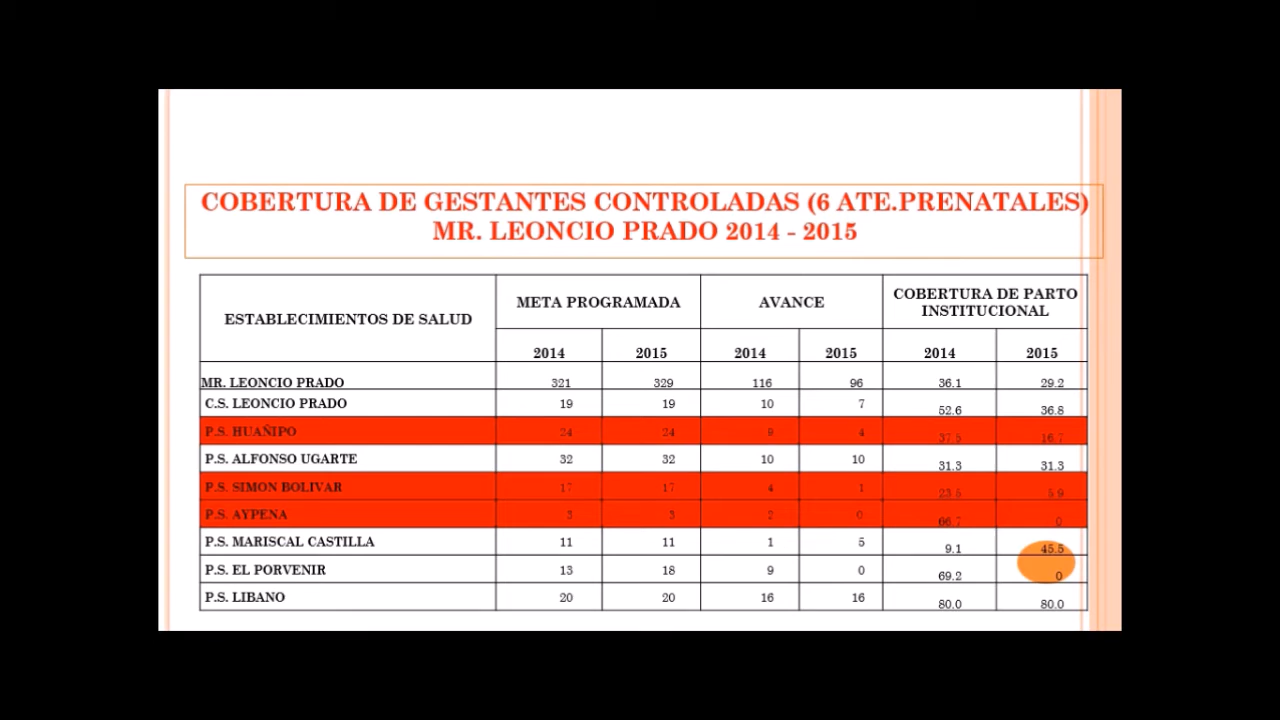 COBERTURA DE GESTANTES CONTROLADAS (6 ATE.PRENATALES)
MR. LEONCIO PRADO 2014 - 2015
ESTABLECIMIENTOS DE SALUD META PROGRAMADA AVANCE COBERTURA DE PARTO INSTITUCIONAL
2014 2015 2014 2015 2014 2015
MR. LEONCIO PRADO 321 329 116 96 36.1 29.2
C.S. LEONCIO PRADO 19 19 10 7 52.6 36.8
P.S. HUAÑIPO 24 24 9 4 37.5 16.7
P.S. ALFONSO UGARTE 32 32 10 10 31.3 31.3
P.S. SIMON BOLIVAR 17 17 4 1 23.5 5.9
P.S. AYPENA 3 3 2 0 66.7 0
P.S. MARISCAL CASTILLA 11 11 1 5 9.1 45.5
P.S. EL PORVENIR 13 18 9 0 69.2 0
P.S. LIBANO 20 20 16 16 80.0 80.0